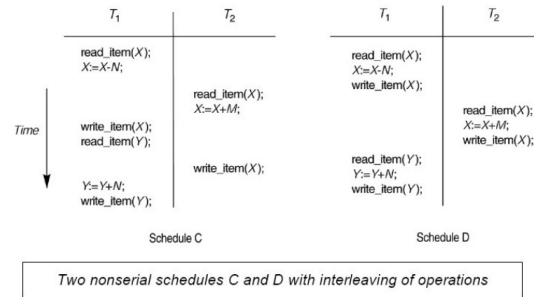 T1 T2
read_item(X);
X:=X-N;
read_item(X);
X:=X+M;
Time
write_item(X);
read_item(Y);
write_item(X);
Y:=Y+N;
write_item(Y);
Schedule C
T1 T2
read_item(X);
X:=X-N;
write_item(X);
read_item(X);
X:=X+M;
write_item(X);
read_item(Y);
Y:=Y+N;
write_item(Y);
Schedule D
Two nonserial schedules C and D with interleaving of operations